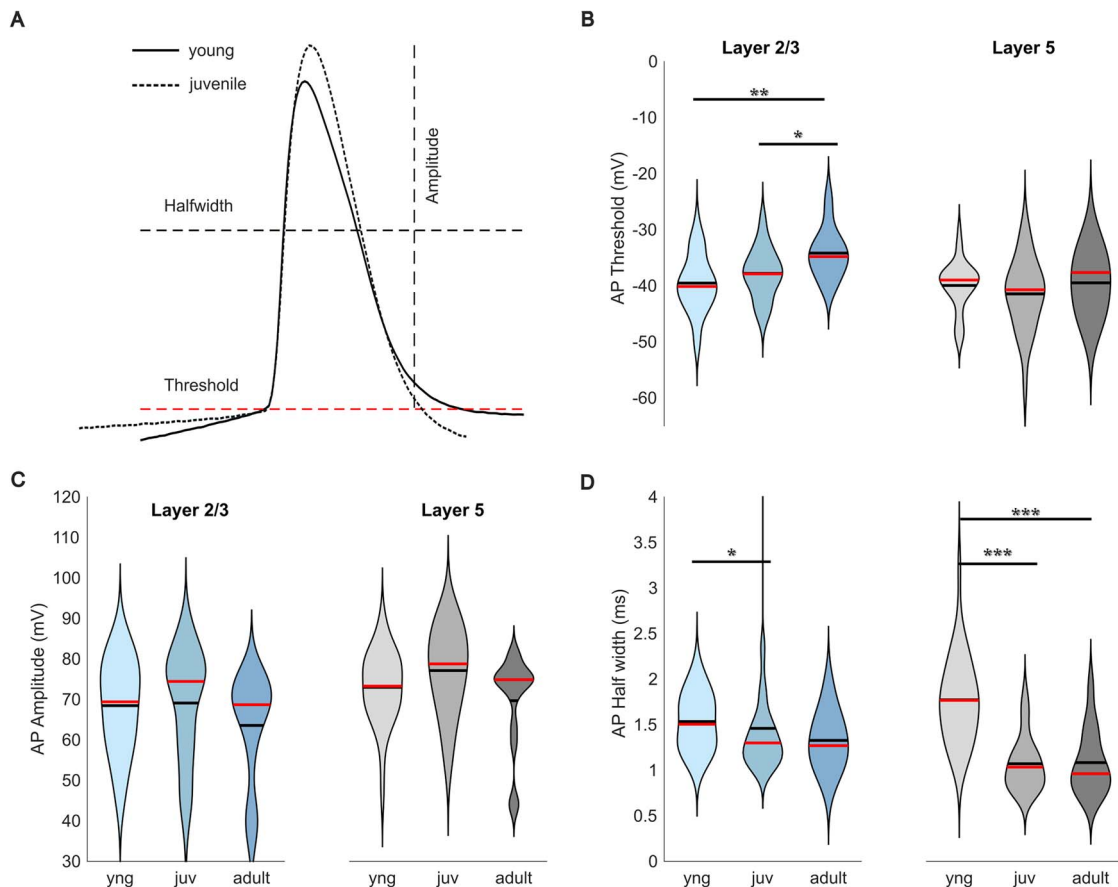 A
young
juvenile
Halfwidth
Amplitude
Threshold
B
Layer 2/3
Layer 5
AP Threshold (mV)
0
-10
-20
-30
-40
-50
-60
**
*
C
Layer 2/3
Layer 5
AP Amplitude (mV)
120
110
100
90
80
70
60
50
40
30
yng
juv
adult
yng
juv
adult
D
AP Half width (ms)
4
3.5
3
2.5
2
1.5
1
0.5
0
*
***
***
yng
juv
adult
yng
juv
adult